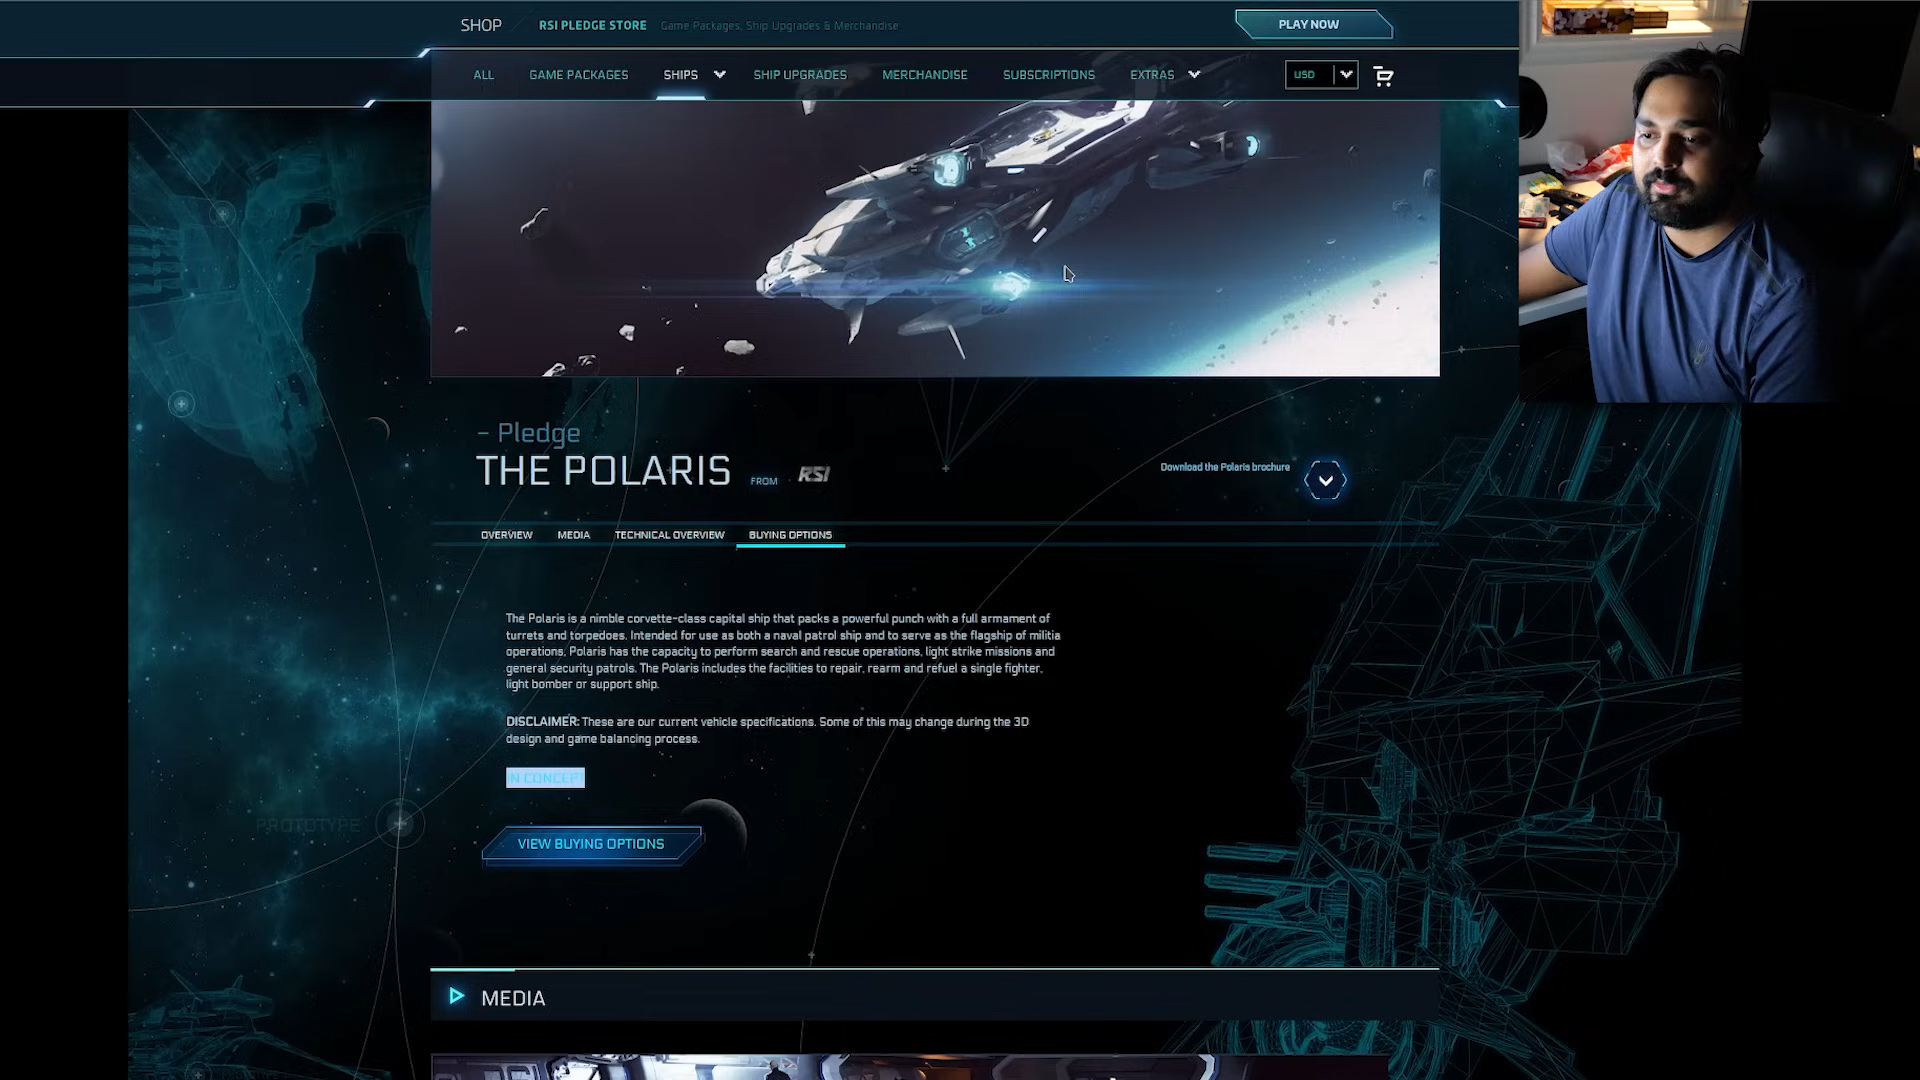 SHOP RSI PLEDGE STORE Game Packages, Ship Upgrades & Merchandise PLAY NOW
ALL GAME PACKAGES SHIPS SHIP UPGRADES MERCHANDISE SUBSCRIPTIONS EXTRAS USD
– Pledge
THE POLARIS FROM RSI
Download the Polaris brochure
OVERVIEW MEDIA TECHNICAL OVERVIEW BUYING OPTIONS
The Polaris is a nimble corvette-class capital ship that packs a powerful punch with a full armament of
turrets and torpedoes. Intended for use as both a naval patrol ship and to serve as the flagship of militia
operations, Polaris has the capacity to perform search and rescue operations, light strike missions and
general security patrols. The Polaris includes the facilities to repair, rearm and refuel a single fighter,
light bomber or support ship.
DISCLAIMER: These are our current vehicle specifications. Some of this may change during the 3D
design and game balancing process.
IN CONCEPT
PROTOTYPE
VIEW BUYING OPTIONS
MEDIA